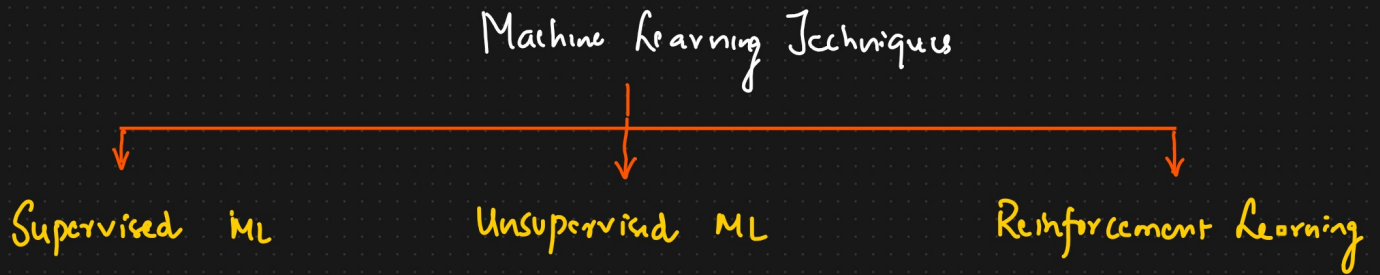 Machine Learning Techniques
Supervised ML
Unsupervised ML
Reinforcement Learning